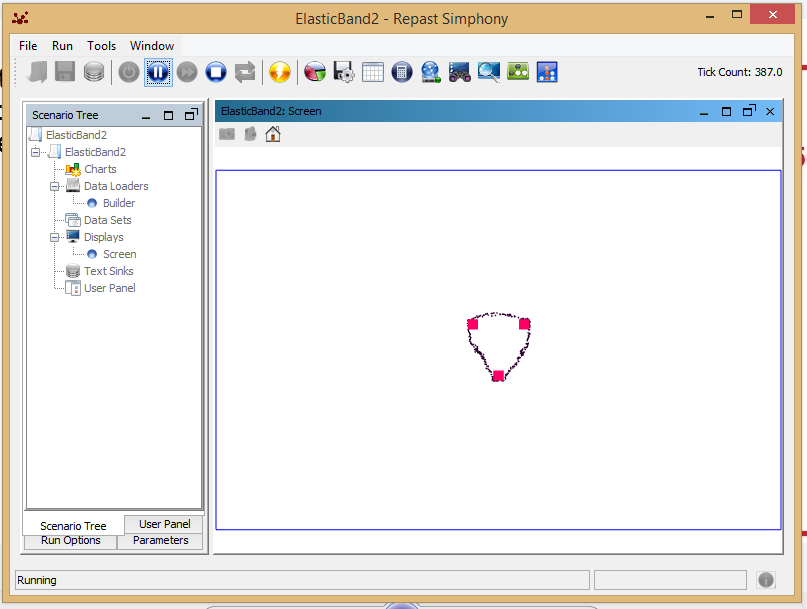 ElasticBand2 - Repast Simphony
File Run Tools Window
Tick Count: 387.0
Scenario Tree
ElasticBand2: Screen
ElasticBand2
ElasticBand2
Charts
Data Loaders
Builder
Data Sets
Displays
Screen
Text Sinks
User Panel
Scenario Tree
User Panel
Run Options
Parameters
Running